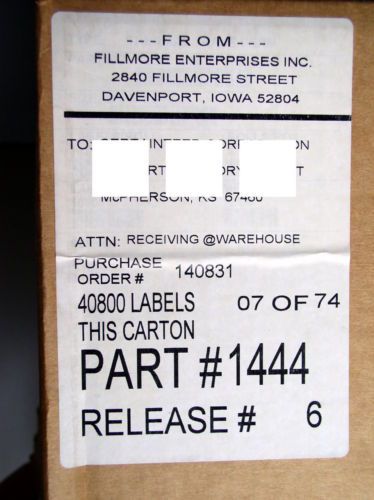 ---FROM---
FILLMORE ENTERPRISES INC.
2840 FILLMORE STREET
DAVENPORT, IOWA 52804
TO:
McPHERSON, KS 67460
ATTN: RECEIVING @WAREHOUSE
PURCHASE
ORDER # 140831
40800 LABELS 07 OF 74
THIS CARTON
PART #1444
RELEASE # 6